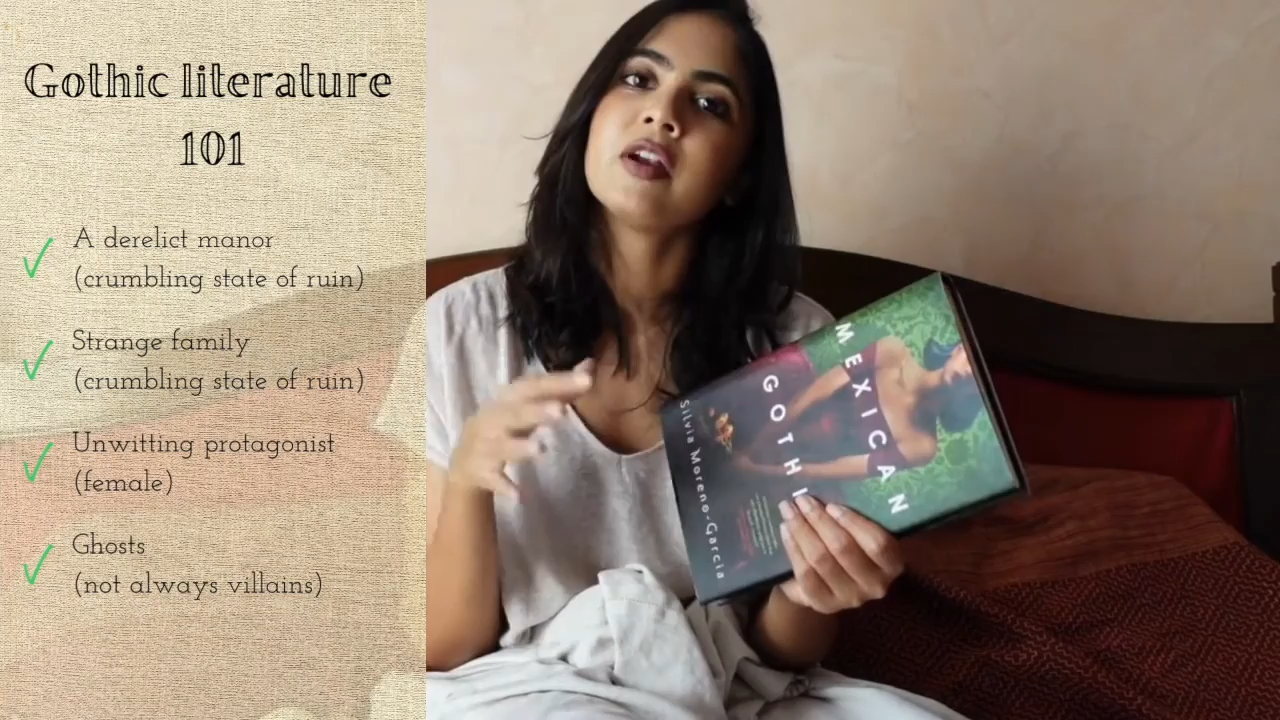 Gothic literature
101
A derelict manor
(crumbling state of ruin)
Strange family
(crumbling state of ruin)
Unwitting protagonist
(female)
Ghosts
(not always villains)
MEXICAN
GOTHI
Silvia Moreno-Garcia